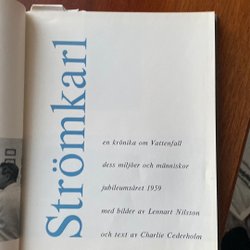 Strömkarl
en krönika om Vattenfall
dess miljöer och människor
jubileumsåret 1959
med bilder av Lennart Nilsson
och text av Charlie Cederholm